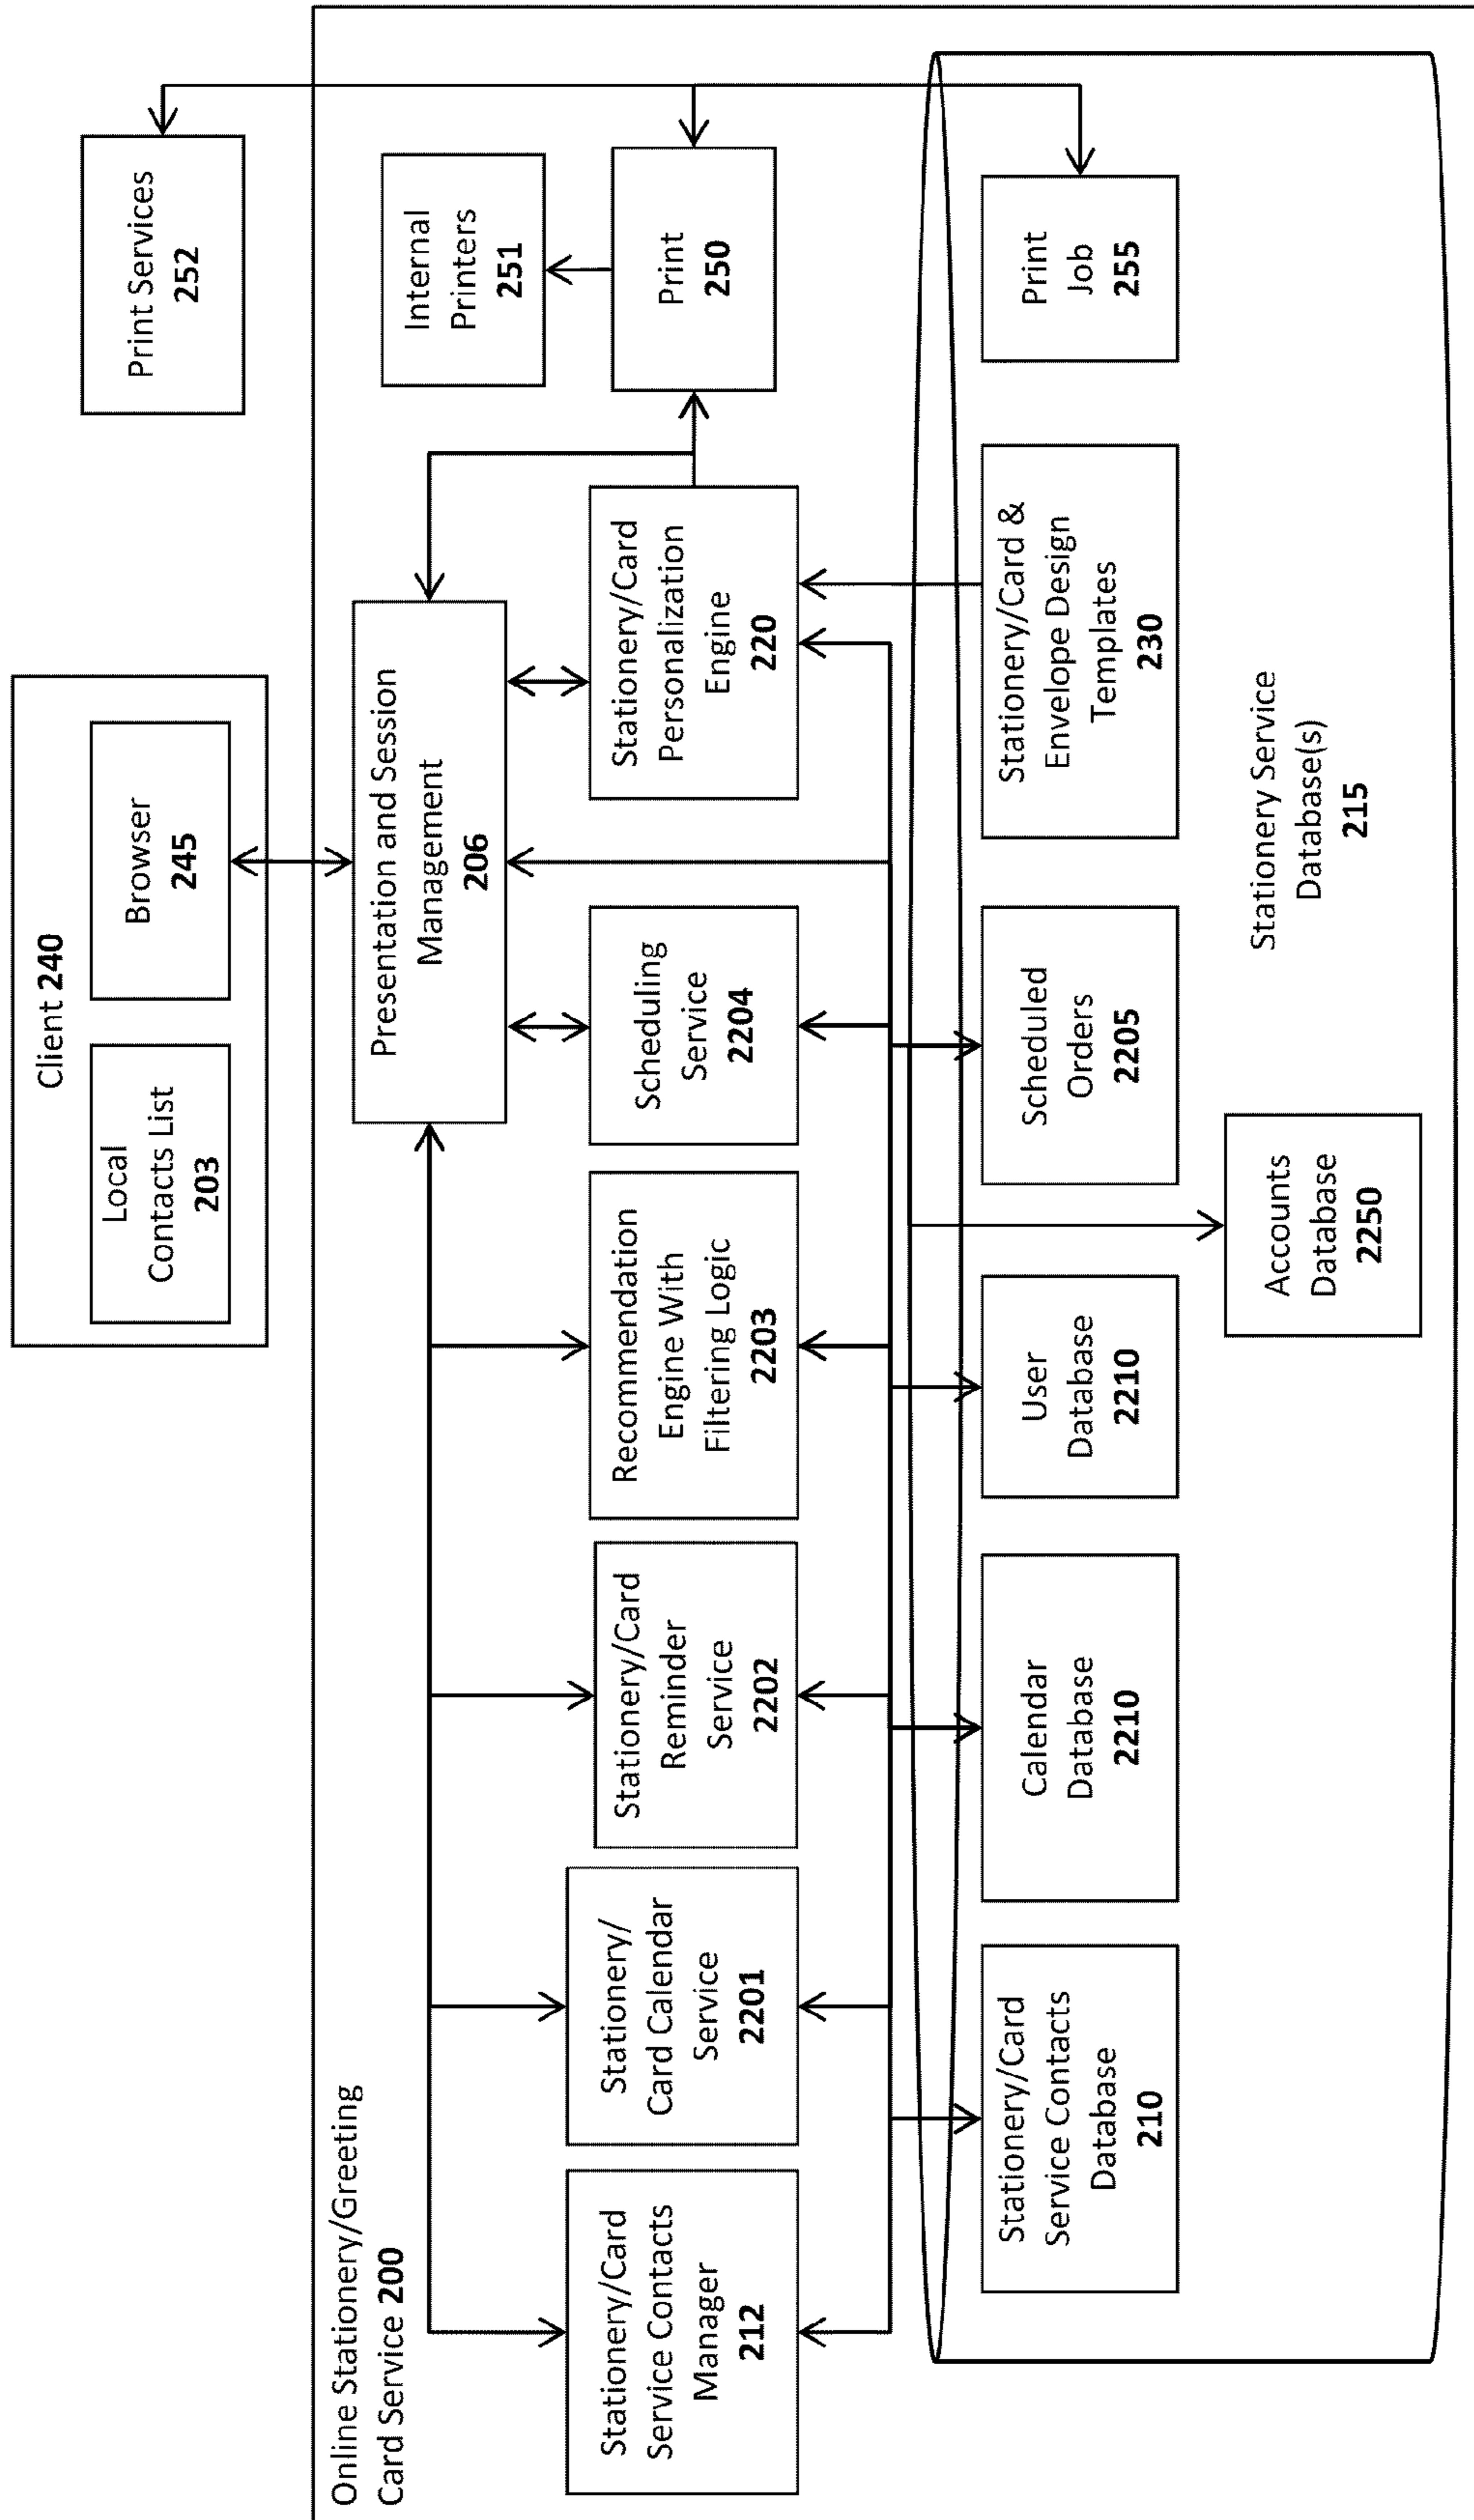 Client 240
Local
Contacts List
203
Browser
245
Print Services
252
Online Stationery/Greeting
Card Service 200
Presentation and Session
Management
206
Internal
Printers
251
Stationery/Card
Service Contacts
Manager
212
Stationery/
Card Calendar
Service
2201
Stationery/Card
Reminder
Service
2202
Recommendation
Engine With
Filtering Logic
2203
Scheduling
Service
2204
Stationery/Card
Personalization
Engine
220
Print
250
Stationery/Card
Service Contacts
Database
210
Calendar
Database
2210
User
Database
2210
Scheduled
Orders
2205
Stationery/Card &
Envelope Design
Templates
230
Print
Job
255
Accounts
Database
2250
Stationery Service
Database(s)
215